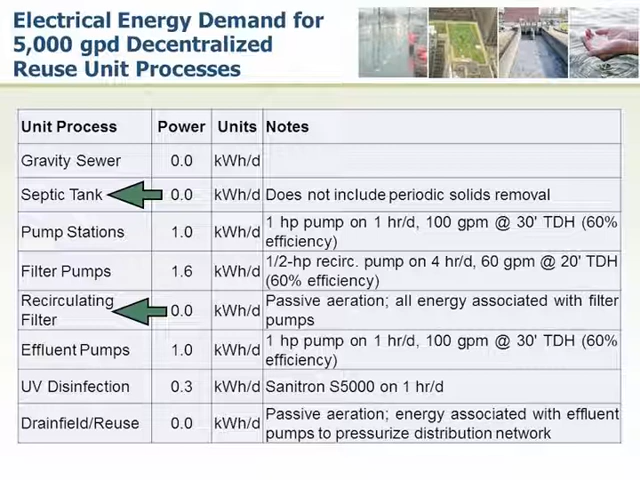 Electrical Energy Demand for
5,000 gpd Decentralized
Reuse Unit Processes
Unit Process Power Units Notes
Gravity Sewer 0.0 kWh/d
Septic Tank 0.0 kWh/d Does not include periodic solids removal
Pump Stations 1.0 kWh/d 1 hp pump on 1 hr/d, 100 gpm @ 30' TDH (60%
efficiency)
Filter Pumps 1.6 kWh/d 1/2-hp recirc. pump on 4 hr/d, 60 gpm @ 20' TDH
(60% efficiency)
Recirculating
Filter 0.0 kWh/d Passive aeration; all energy associated with filter
pumps
Effluent Pumps 1.0 kWh/d 1 hp pump on 1 hr/d, 100 gpm @ 30' TDH (60%
efficiency)
UV Disinfection 0.3 kWh/d Sanitron S5000 on 1 hr/d
Drainfield/Reuse 0.0 kWh/d Passive aeration; energy associated with effluent
pumps to pressurize distribution network